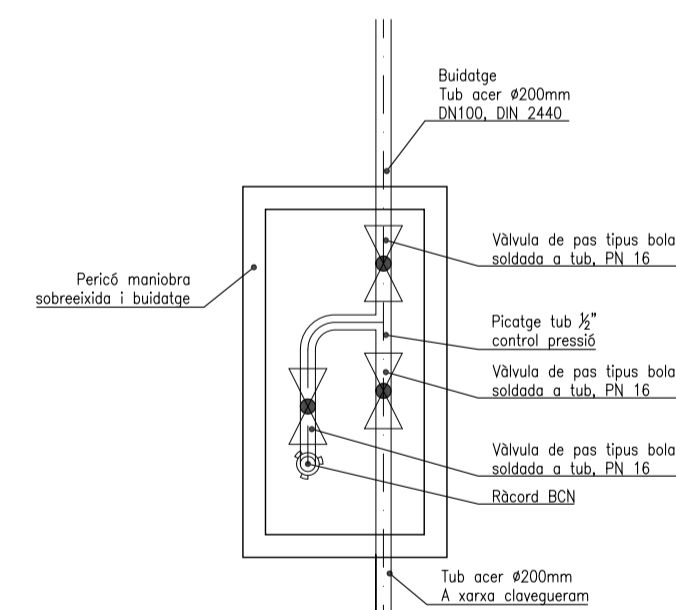 Buidatge
Tub acer ø200mm
DN100, DIN 2440
Vàlvula de pas tipus bola
soldada a tub, PN 16
Pericó maniobra
sobreeixida i buidatge
Picatge tub ½"
control pressió
Vàlvula de pas tipus bola
soldada a tub, PN 16
Vàlvula de pas tipus bola
soldada a tub, PN 16
Ràcord BCN
Tub acer ø200mm
A xarxa clavegueram